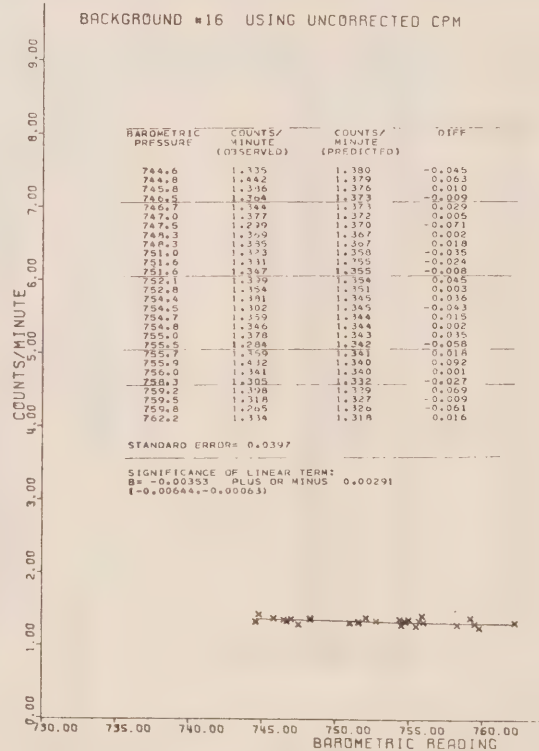 BACKGROUND #16 USING UNCORRECTED CPM
BAROMETRIC COUNTS/ COUNTS/ DIFF
PRESSURE MINUTE MINUTE
(OBSERVED) (PREDICTED)
744.6 1.335 1.380 -0.045
744.8 1.442 1.379 0.063
745.8 1.386 1.376 0.010
746.5 1.364 1.373 -0.009
746.7 1.344 1.373 0.029
747.0 1.377 1.372 0.005
747.5 1.299 1.370 -0.071
748.3 1.369 1.367 0.002
748.3 1.385 1.367 0.018
751.0 1.323 1.358 -0.035
751.6 1.331 1.355 -0.024
751.6 1.347 1.355 -0.008
752.1 1.399 1.354 0.045
752.8 1.354 1.351 0.003
754.4 1.381 1.345 0.036
754.5 1.302 1.345 -0.043
754.7 1.359 1.344 0.015
754.8 1.346 1.344 0.002
755.0 1.378 1.343 0.035
755.5 1.284 1.342 -0.058
755.7 1.359 1.341 0.018
755.9 1.432 1.340 0.092
756.0 1.341 1.340 0.001
758.3 1.305 1.332 -0.027
759.2 1.398 1.329 0.069
759.5 1.318 1.327 -0.009
759.8 1.265 1.326 -0.061
762.2 1.334 1.318 0.016
STANDARD ERROR= 0.0397
SIGNIFICANCE OF LINEAR TERM:
B= -0.00353 PLUS OR MINUS 0.00291
(-0.00644,-0.00063)
COUNTS/MINUTE
9.00
8.00
7.00
6.00
5.00
4.00
3.00
2.00
1.00
0.00
730.00 735.00 740.00 745.00 750.00 755.00 760.00
BAROMETRIC READING